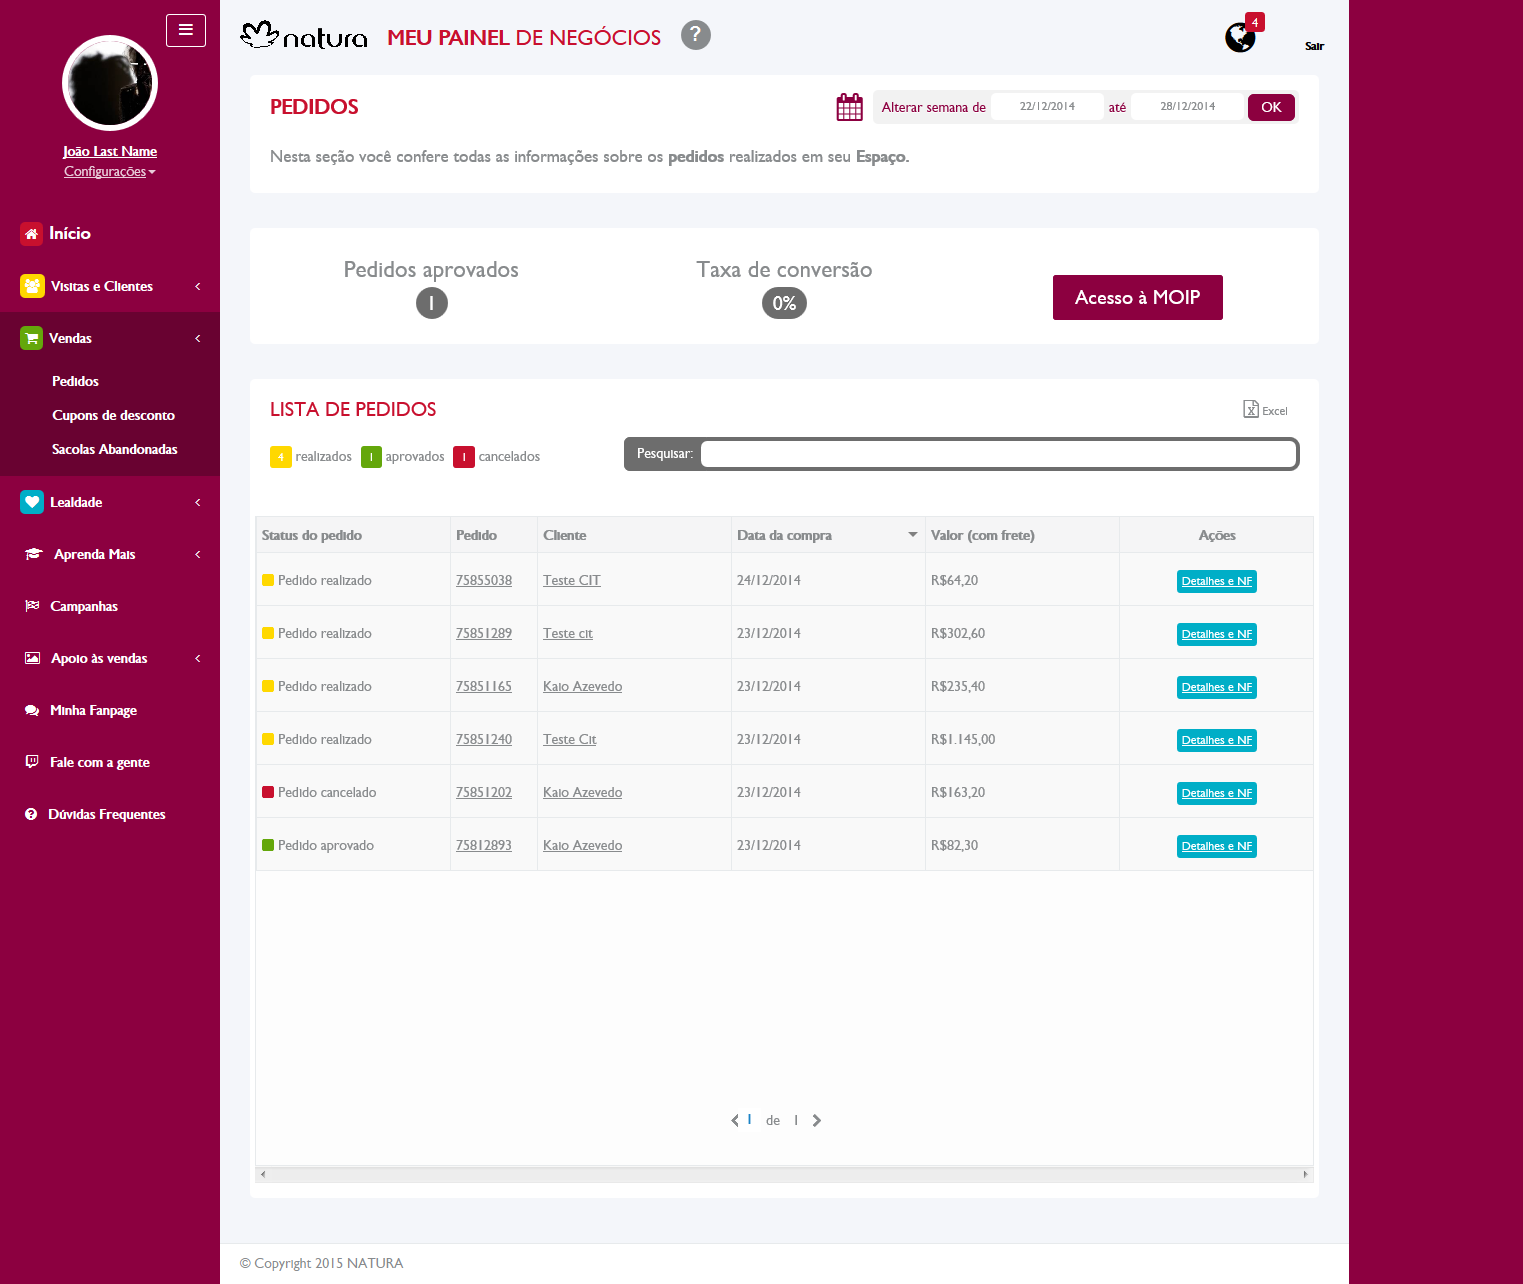 João Last Name
Configurações
Início
Visitas e Clientes
Vendas
Pedidos
Cupons de desconto
Sacolas Abandonadas
Lealdade
Aprenda Mais
Campanhas
Apoio às vendas
Minha Fanpage
Fale com a gente
Dúvidas Frequentes
natura MEU PAINEL DE NEGÓCIOS ?
4
Sair
PEDIDOS
Alterar semana de 22/12/2014 até 28/12/2014 OK
Nesta seção você confere todas as informações sobre os pedidos realizados em seu Espaço.
Pedidos aprovados
1
Taxa de conversão
0%
Acesso à MOIP
LISTA DE PEDIDOS
Excel
4 realizados 1 aprovados 1 cancelados
Pesquisar:
Status do pedido Pedido Cliente Data da compra Valor (com frete) Ações
Pedido realizado 75855038 Teste CIT 24/12/2014 R$64,20 Detalhes e NF
Pedido realizado 75851289 Teste cit 23/12/2014 R$302,60 Detalhes e NF
Pedido realizado 75851165 Kaio Azevedo 23/12/2014 R$235,40 Detalhes e NF
Pedido realizado 75851240 Teste Cit 23/12/2014 R$1.145,00 Detalhes e NF
Pedido cancelado 75851202 Kaio Azevedo 23/12/2014 R$163,20 Detalhes e NF
Pedido aprovado 75812893 Kaio Azevedo 23/12/2014 R$82,30 Detalhes e NF
1 de 1
© Copyright 2015 NATURA